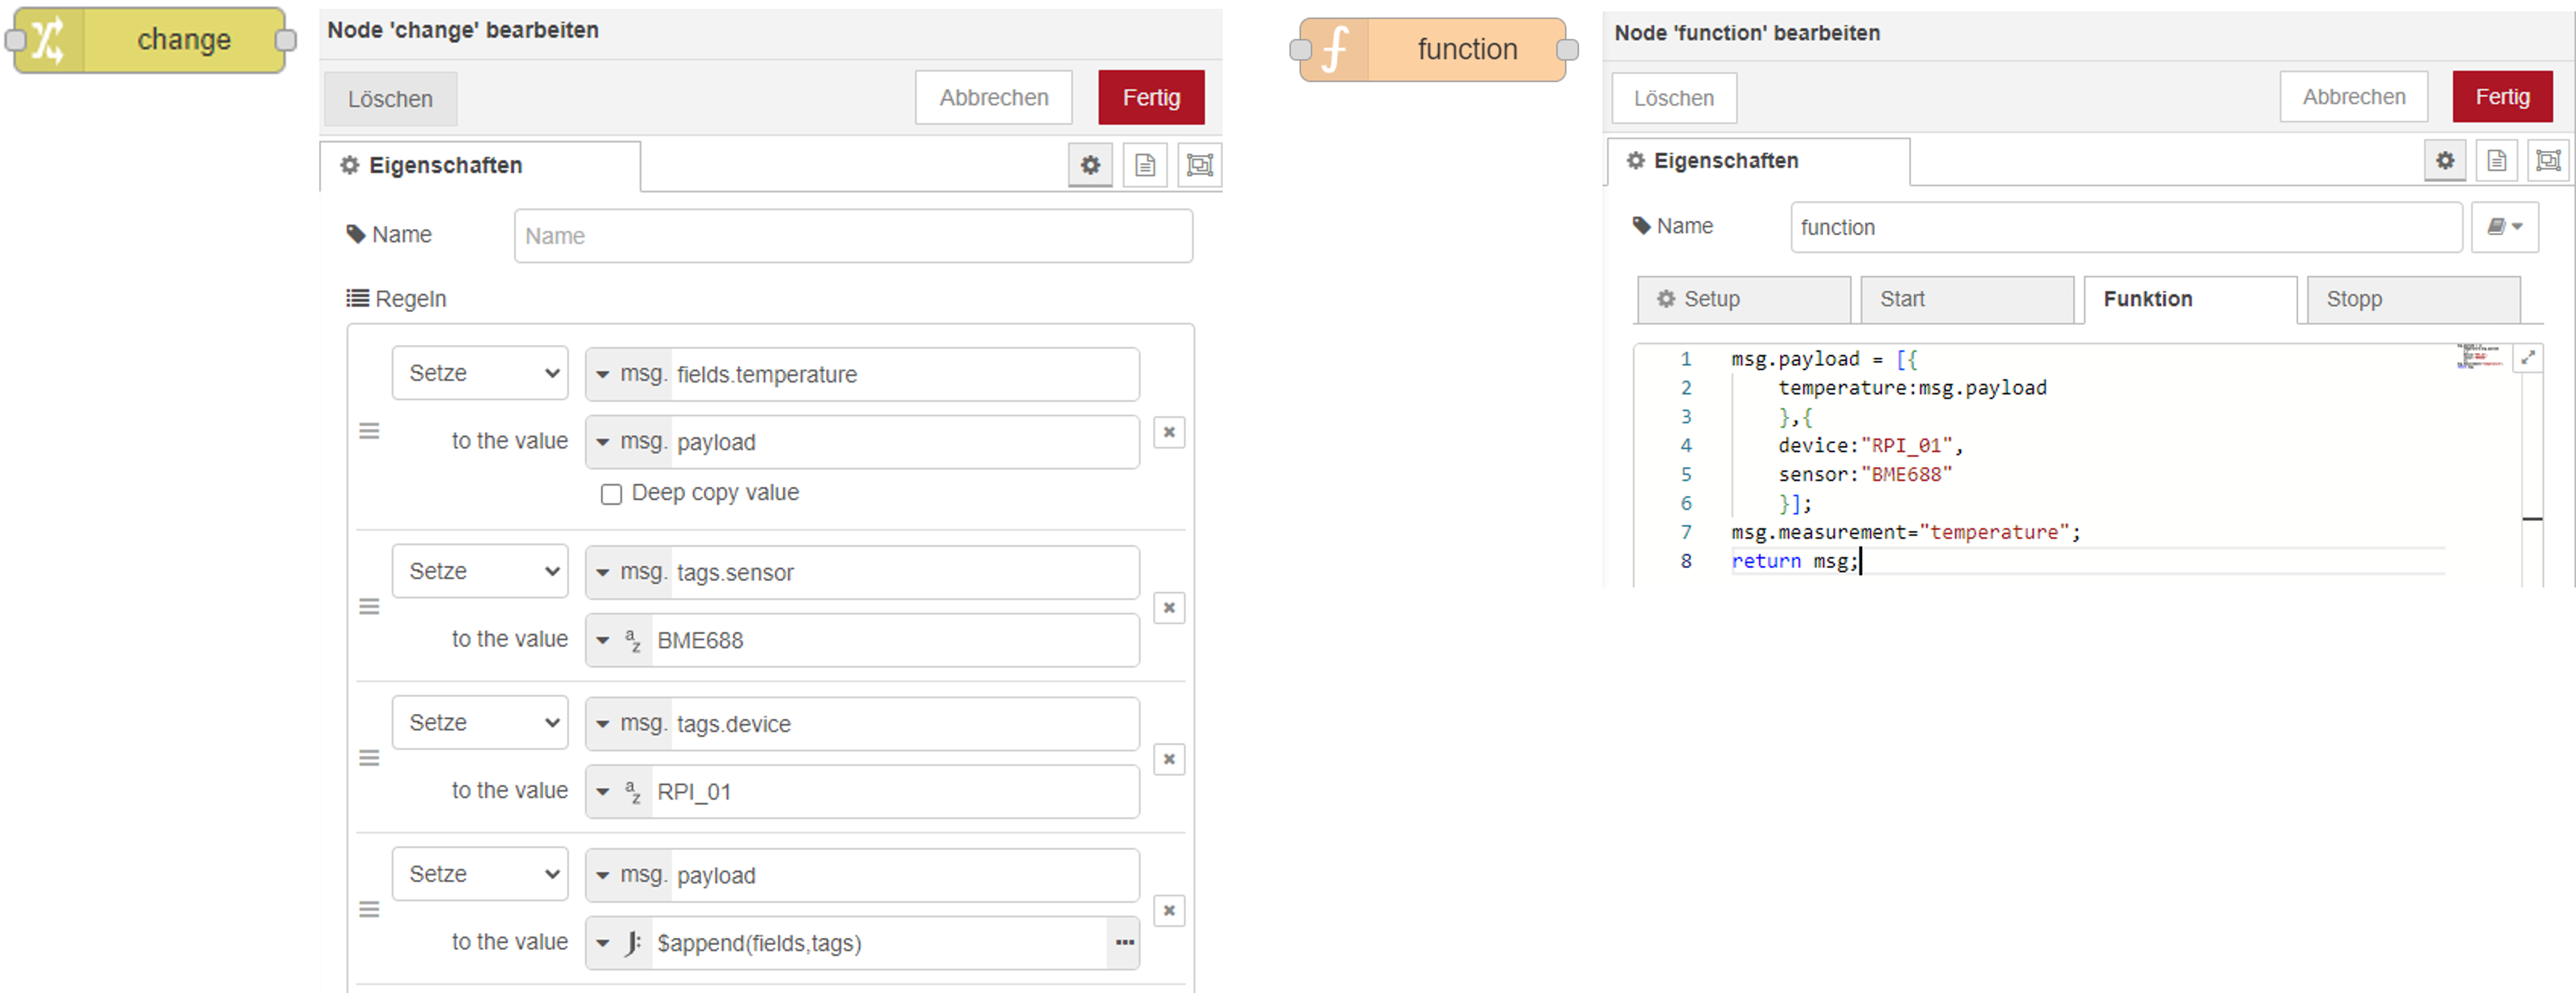 change
Node 'change' bearbeiten
Löschen
Abbrechen
Fertig
Eigenschaften
Name
Name
Regeln
Setze
msg. fields.temperature
to the value
msg. payload
Deep copy value
Setze
msg. tags.sensor
to the value
az BME688
Setze
msg. tags.device
to the value
az RPI_01
Setze
msg. payload
to the value
J: $append(fields,tags)
function
Node 'function' bearbeiten
Löschen
Abbrechen
Fertig
Eigenschaften
Name
function
Setup
Start
Funktion
Stopp
1 msg.payload = [{
2 temperature:msg.payload
3 },{
4 device:"RPI_01",
5 sensor:"BME688"
6 }];
7 msg.measurement="temperature";
8 return msg;